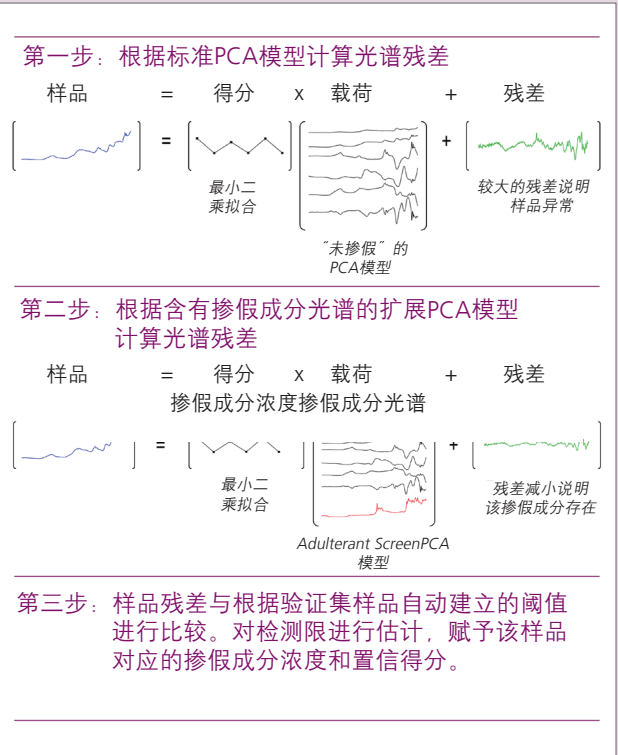 第一步：根据标准PCA模型计算光谱残差
样品 = 得分 x 载荷 + 残差
= +
最小二
乘拟合
较大的残差说明
样品异常
“未掺假”的
PCA模型
第二步：根据含有掺假成分光谱的扩展PCA模型
计算光谱残差
样品 = 得分 x 载荷 + 残差
掺假成分浓度掺假成分光谱
= +
最小二
乘拟合
残差减小说明
该掺假成分存在
Adulterant ScreenPCA
模型
第三步：样品残差与根据验证集样品自动建立的阈值
进行比较。对检测限进行估计，赋予该样品
对应的掺假成分浓度和置信得分。